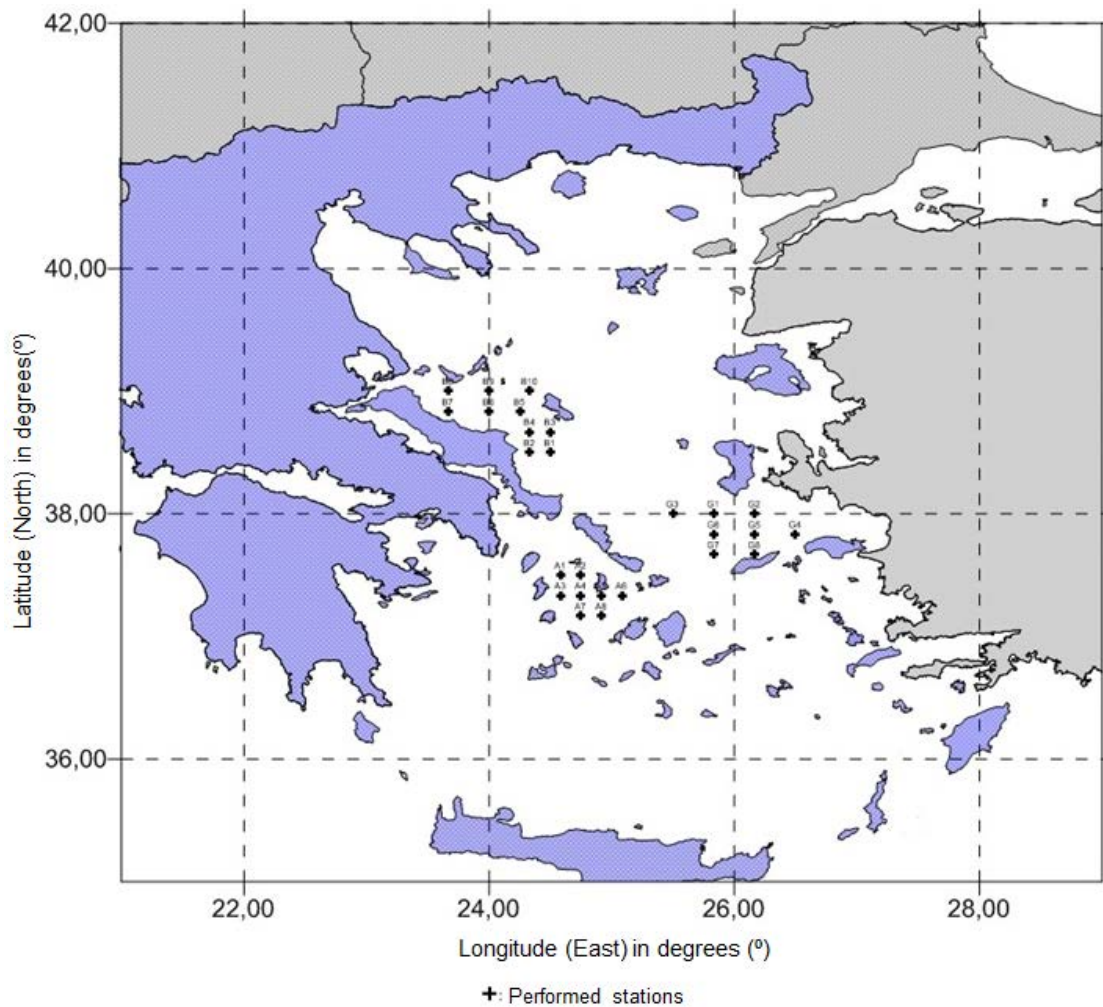 42,00
40,00
38,00
36,00
Latitude (North) in degrees(º)
B9 B10
B7 B5
B4 B3
B2 B1
G3 G1 G2
G6 G5 G4
G7 G8
A1 A2
A3 A4 A6
A7 A8
22,00 24,00 26,00 28,00
Longitude (East) in degrees (º)
✚: Performed stations